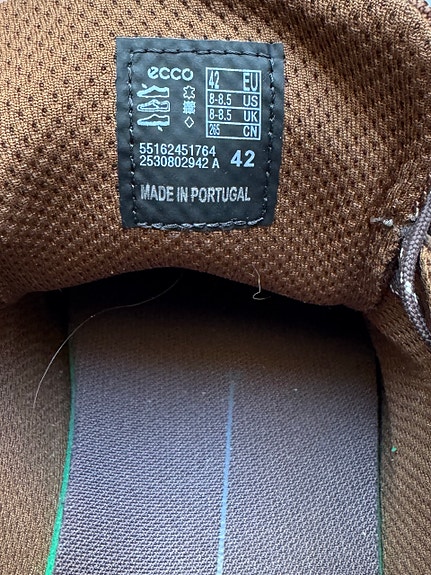 ecco
42 EU
8-8.5 US
8-8.5 UK
265 CN
55162451764
2530802942 A 42
MADE IN PORTUGAL